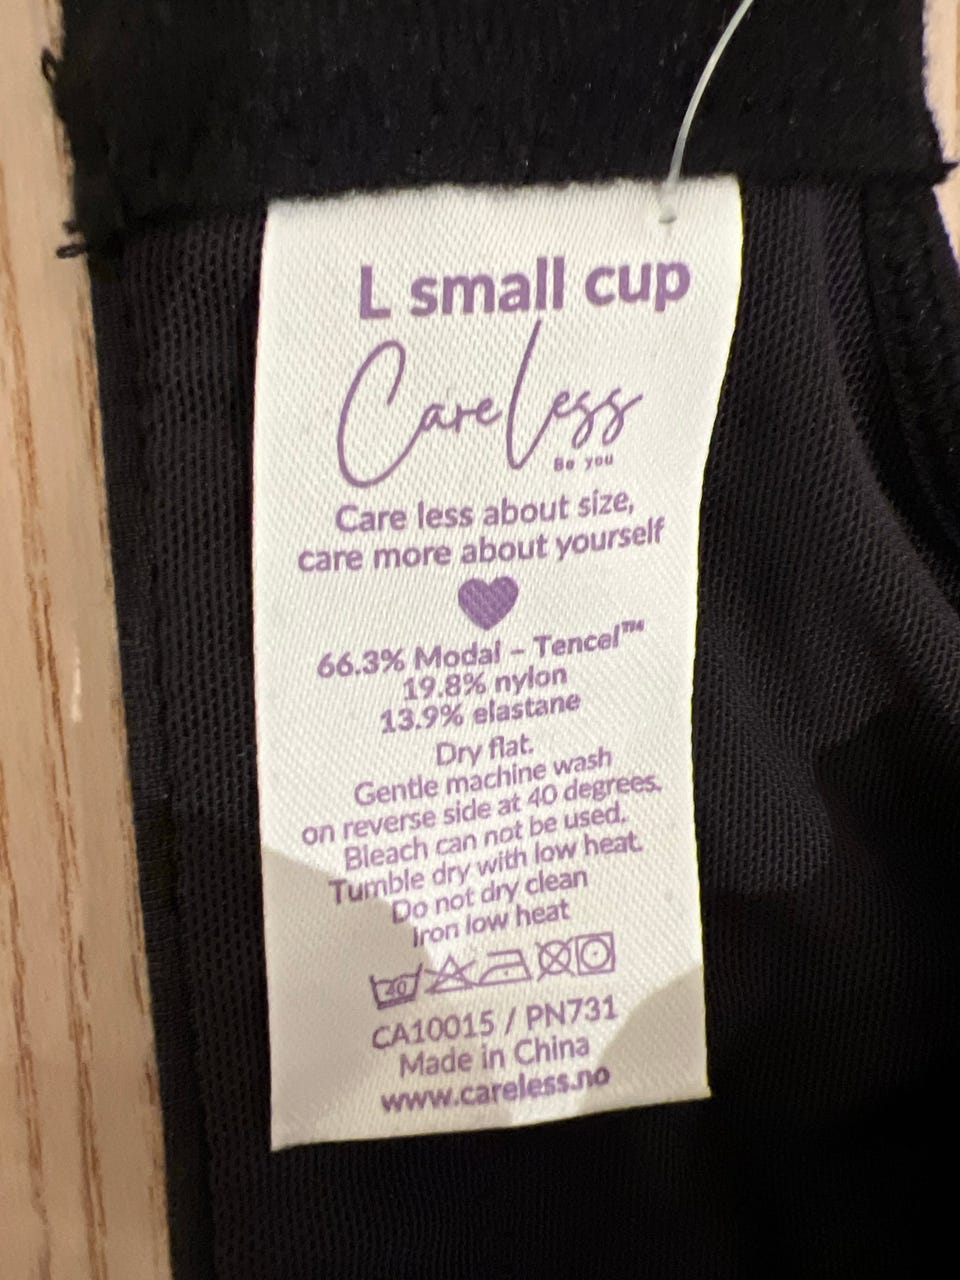 L small cup
CareLess
Be you
Care less about size,
care more about yourself
66.3% Modal – Tencel™
19.8% nylon
13.9% elastane
Dry flat.
Gentle machine wash
on reverse side at 40 degrees.
Bleach can not be used.
Tumble dry with low heat.
Do not dry clean
Iron low heat
40
CA10015 / PN731
Made in China
www.careless.no